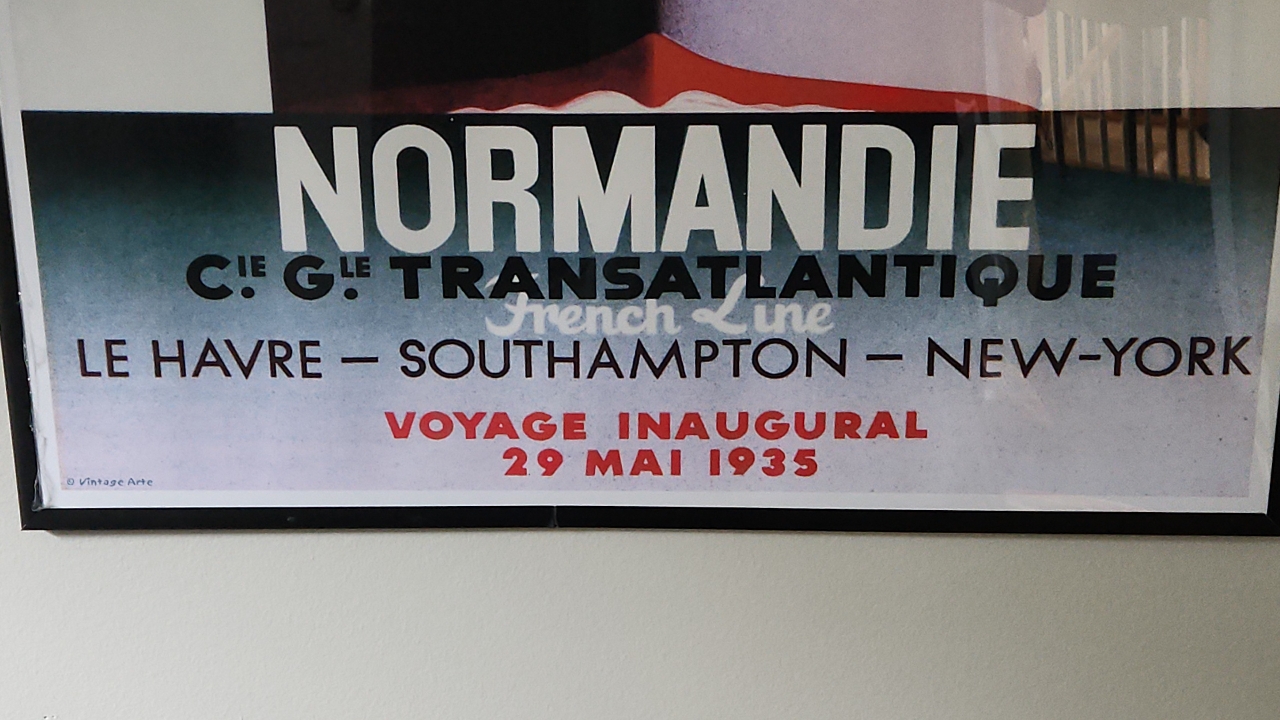 NORMANDIE
CIE. GLE. TRANSATLANTIQUE
French Line
LE HAVRE — SOUTHAMPTON — NEW-YORK
VOYAGE INAUGURAL
29 MAI 1935
© Vintage Arte